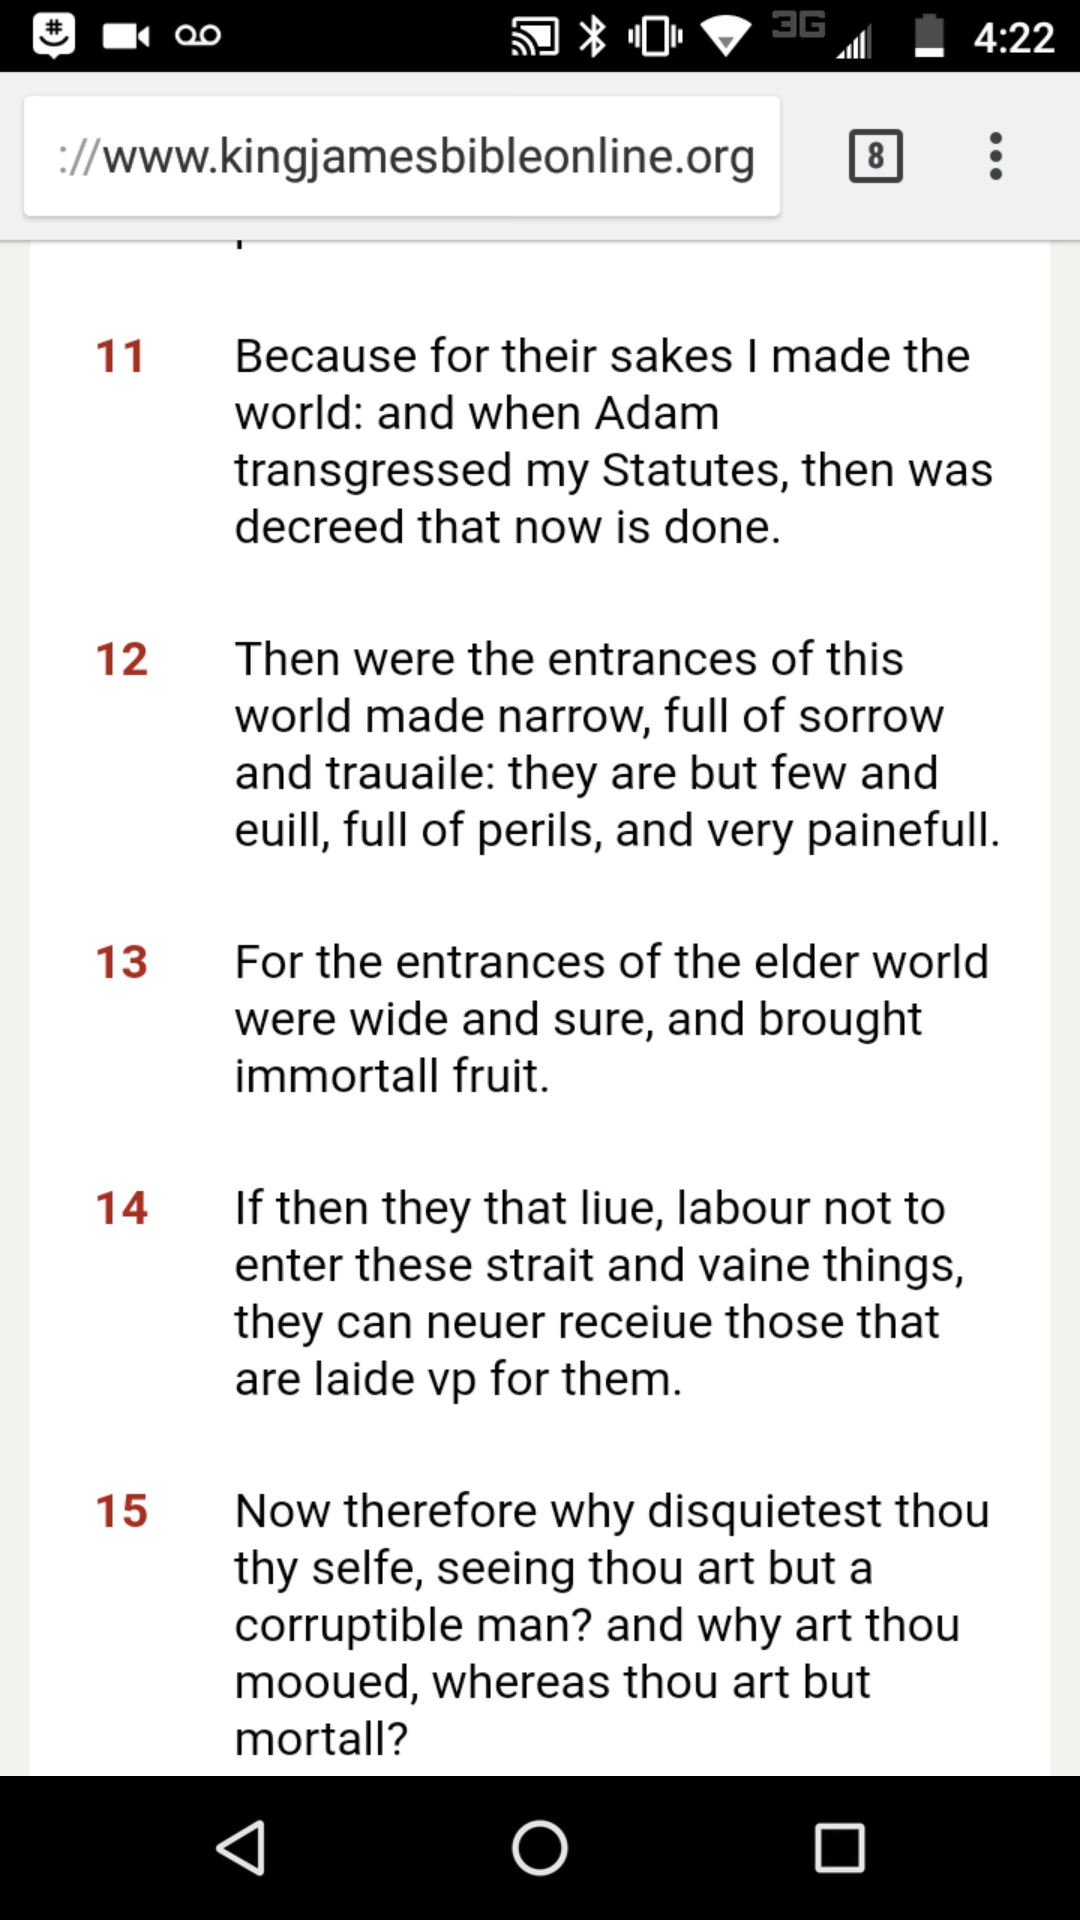 3G 4:22
://www.kingjamesbibleonline.org 8
11 Because for their sakes I made the
world: and when Adam
transgressed my Statutes, then was
decreed that now is done.
12 Then were the entrances of this
world made narrow, full of sorrow
and trauaile: they are but few and
euill, full of perils, and very painefull.
13 For the entrances of the elder world
were wide and sure, and brought
immortall fruit.
14 If then they that liue, labour not to
enter these strait and vaine things,
they can neuer receiue those that
are laide vp for them.
15 Now therefore why disquietest thou
thy selfe, seeing thou art but a
corruptible man? and why art thou
mooued, whereas thou art but
mortall?